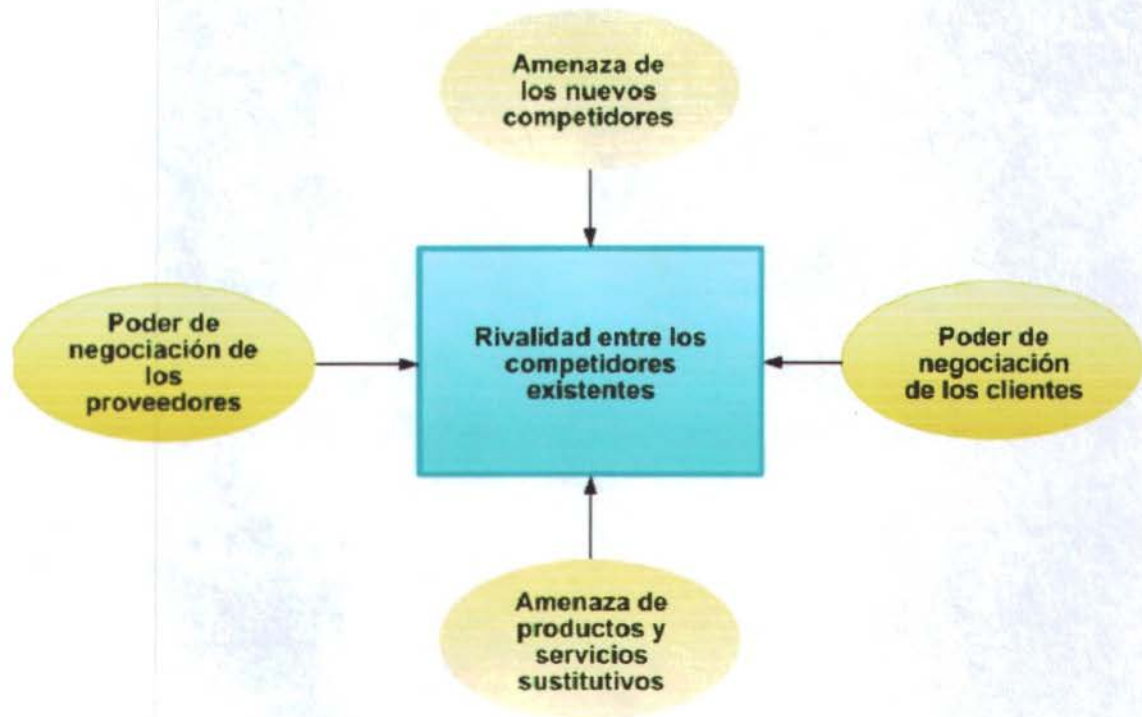 Amenaza de
los nuevos
competidores
Poder de
negociación de
los
proveedores
Rivalidad entre los
competidores
existentes
Poder de
negociación
de los clientes
Amenaza de
productos y
servicios
sustitutivos